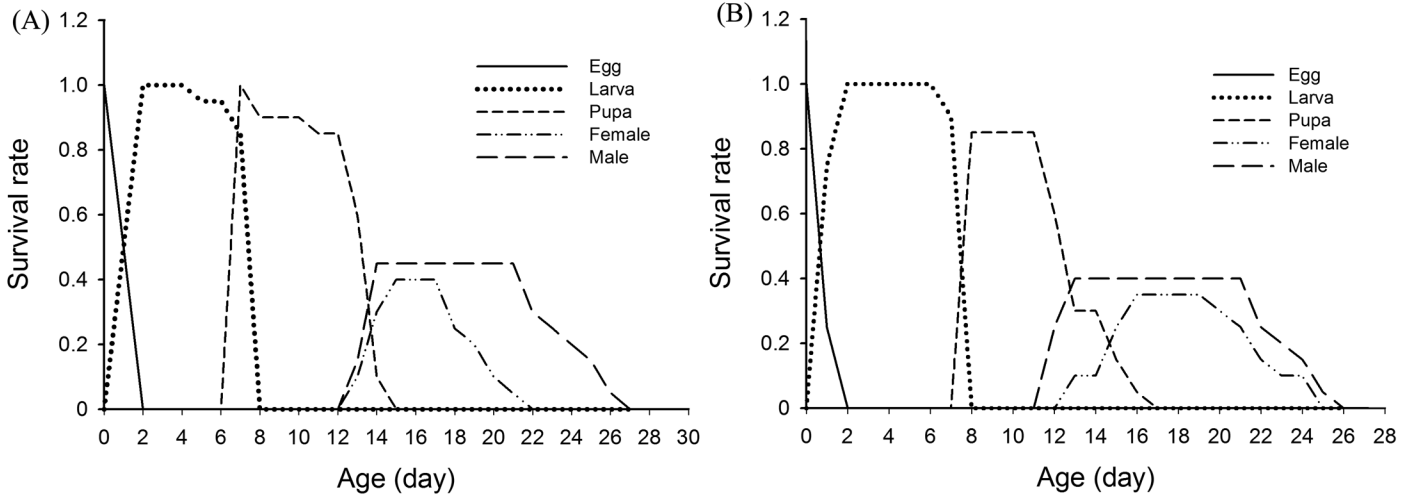 (A)
1.2
1.0
0.8
0.6
0.4
0.2
0
Survival rate
Egg
Larva
Pupa
Female
Male
0 2 4 6 8 10 12 14 16 18 20 22 24 26 28 30
Age (day)
(B)
1.2
1.0
0.8
0.6
0.4
0.2
0
Survival rate
Egg
Larva
Pupa
Female
Male
0 2 4 6 8 10 12 14 16 18 20 22 24 26 28
Age (day)